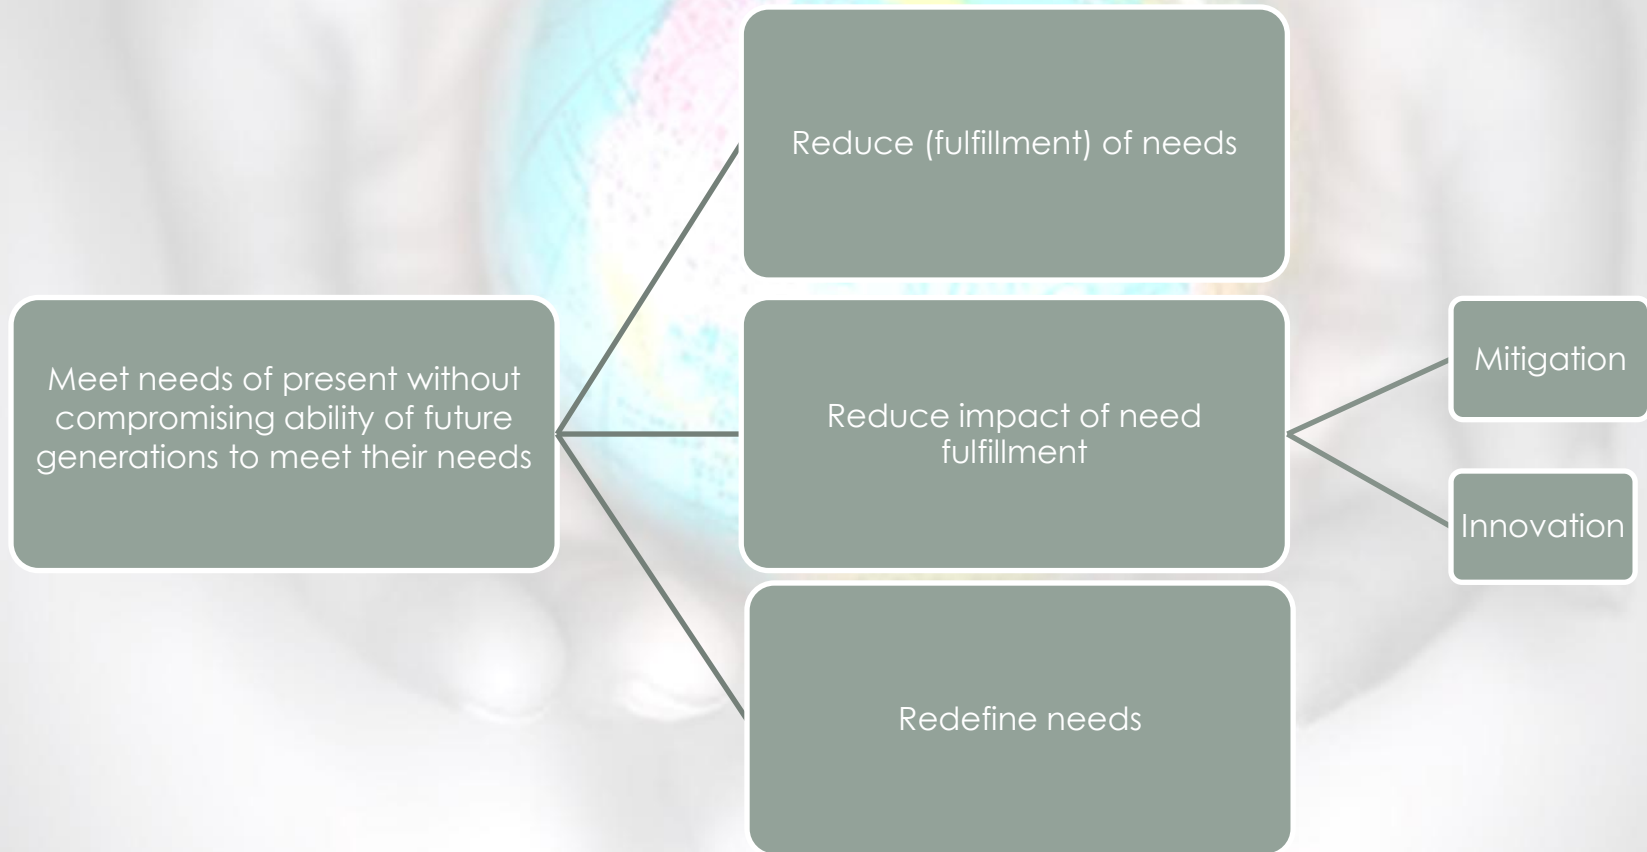 Meet needs of present without
compromising ability of future
generations to meet their needs
Reduce (fulfillment) of needs
Reduce impact of need
fulfillment
Mitigation
Innovation
Redefine needs